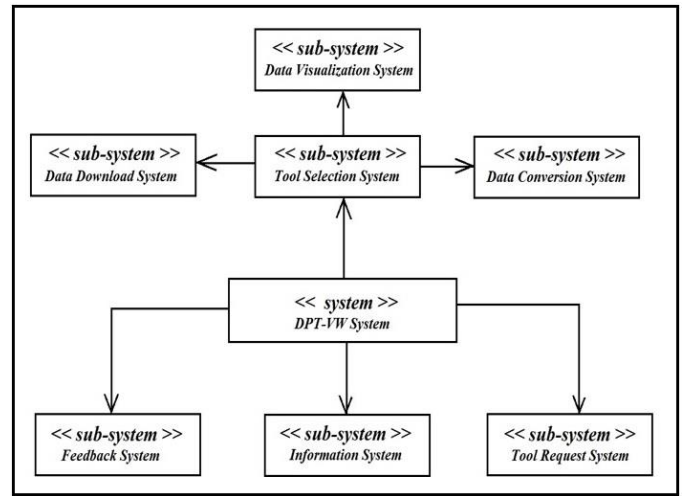 << sub-system >>
Data Visualization System
<< sub-system >>
Data Download System
<< sub-system >>
Tool Selection System
<< sub-system >>
Data Conversion System
<< system >>
DPT-VW System
<< sub-system >>
Feedback System
<< sub-system >>
Information System
<< sub-system >>
Tool Request System